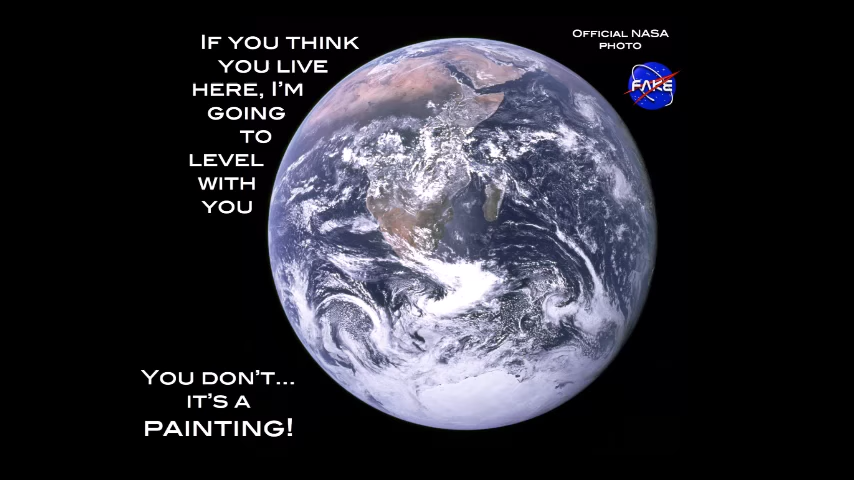 If you think
you live
here, I'm
going
to
level
with
you
Official NASA
photo
FAKE
You don't...
it's a
painting!